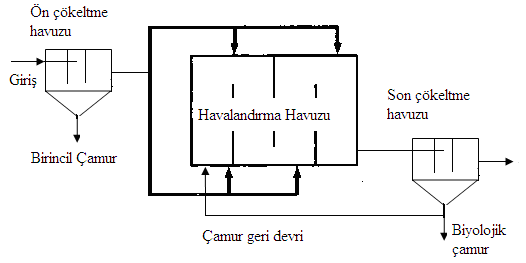 Ön çökeltme
havuzu
Giriş
Birincil Çamur
Havalandırma Havuzu
Son çökeltme
havuzu
Çamur geri devri
Biyolojik
çamur